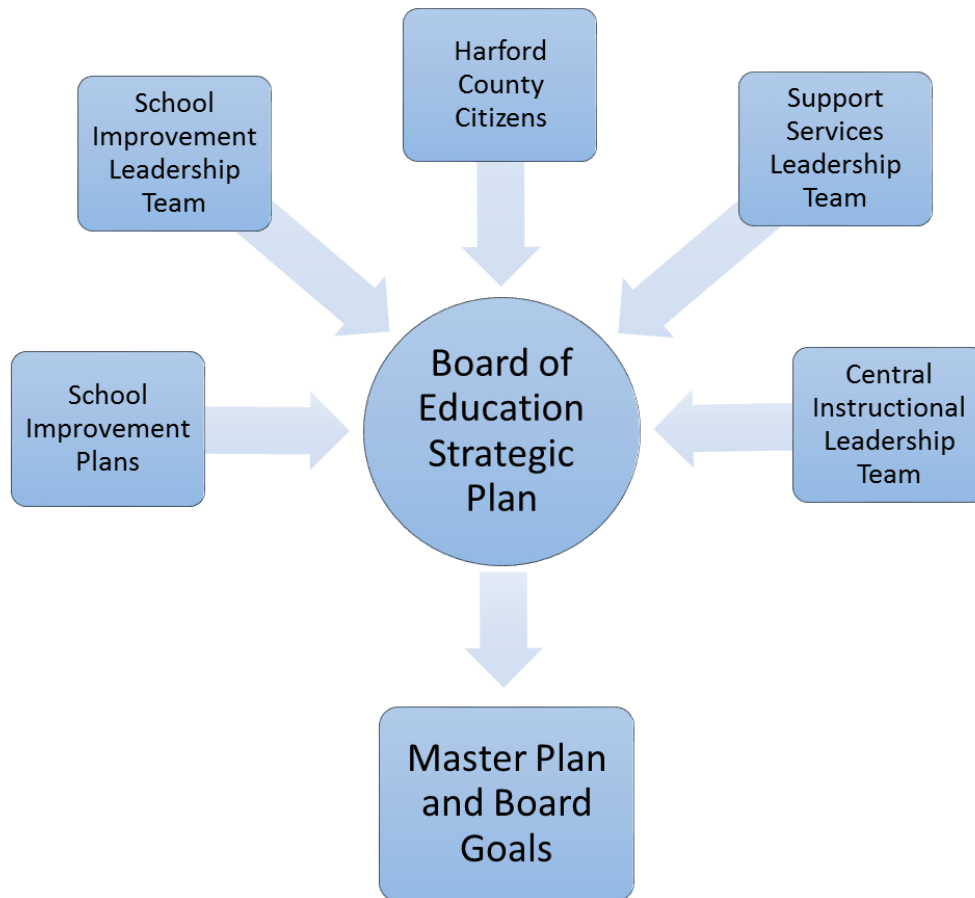 Harford
County
Citizens
School
Improvement
Leadership
Team
Support
Services
Leadership
Team
School
Improvement
Plans
Board of
Education
Strategic
Plan
Central
Instructional
Leadership
Team
Master Plan
and Board
Goals